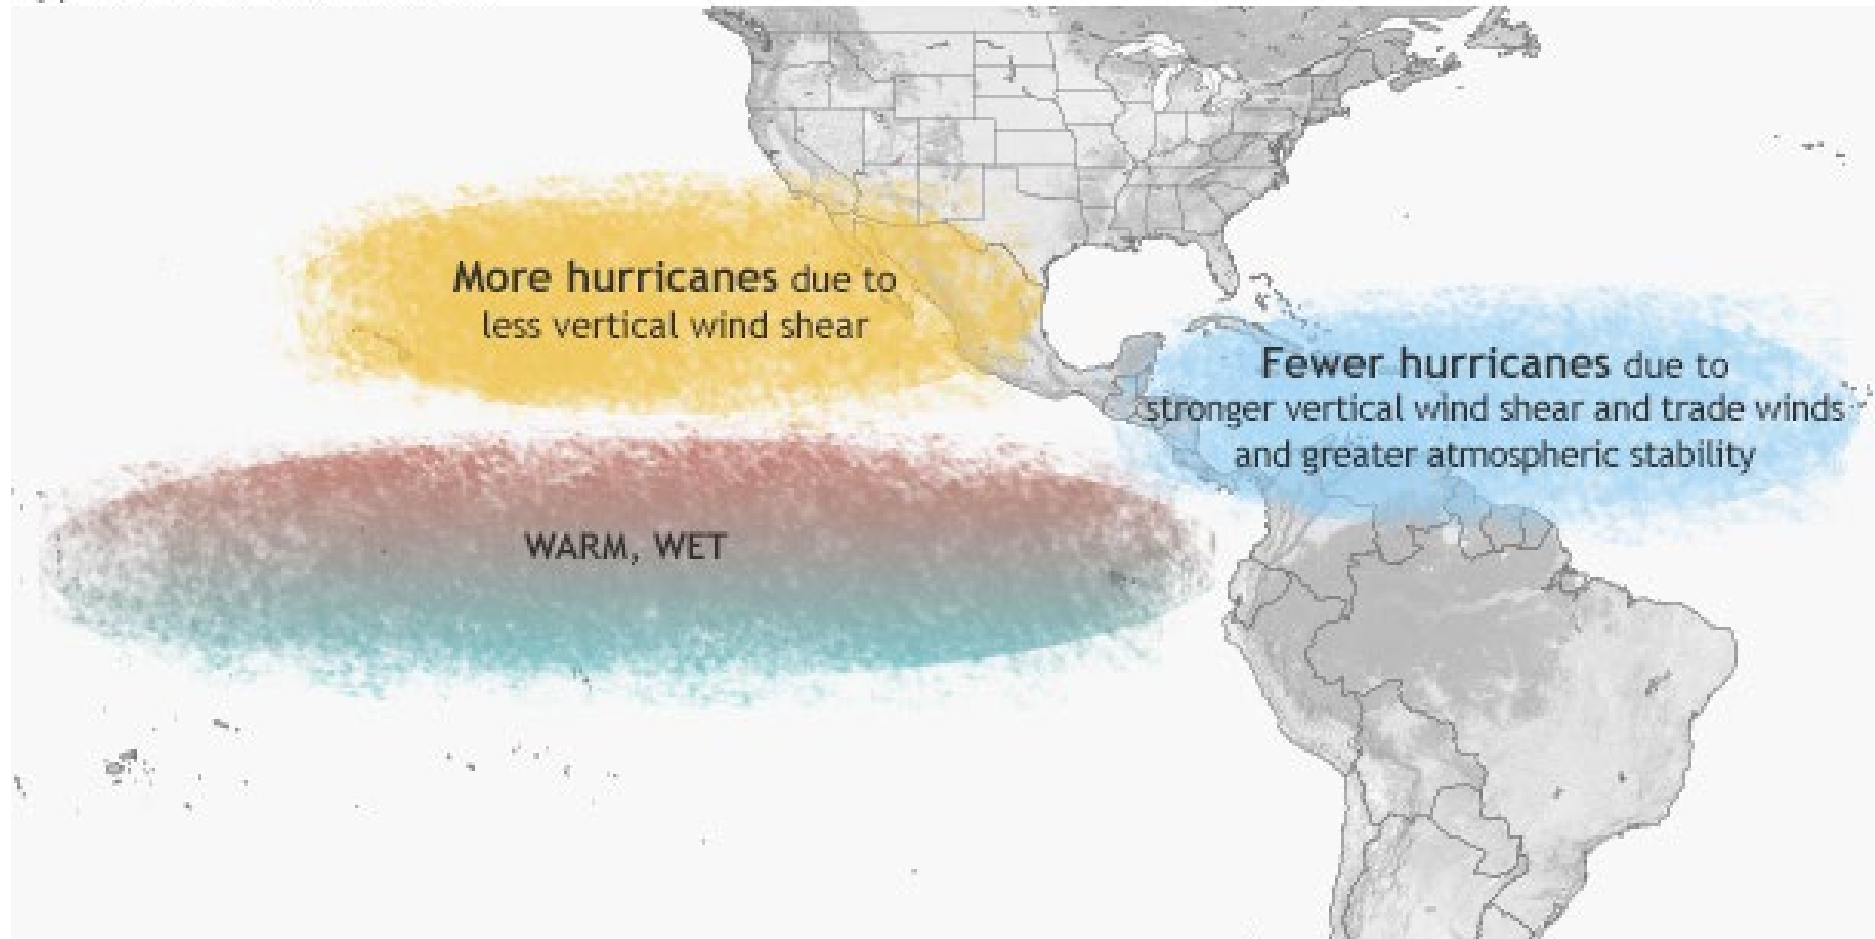 More hurricanes due to
less vertical wind shear
Fewer hurricanes due to
stronger vertical wind shear and trade winds
and greater atmospheric stability
WARM, WET